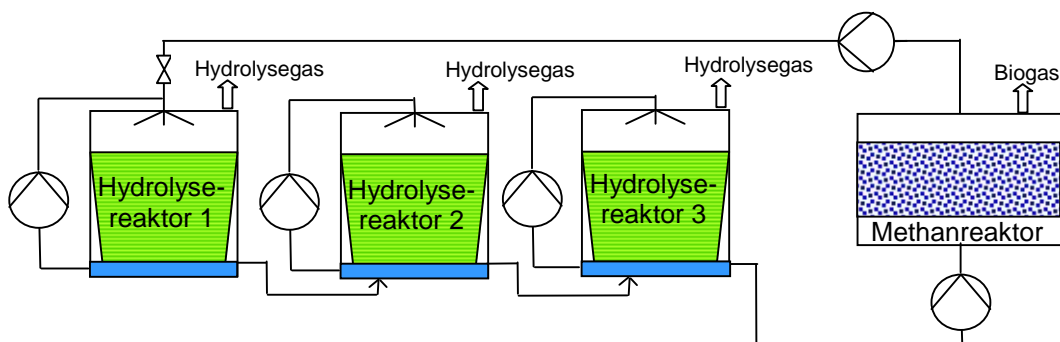 Hydrolysegas
Hydrolysegas
Hydrolysegas
Biogas
Hydrolyse-
reaktor 1
Hydrolyse-
reaktor 2
Hydrolyse-
reaktor 3
Methanreaktor